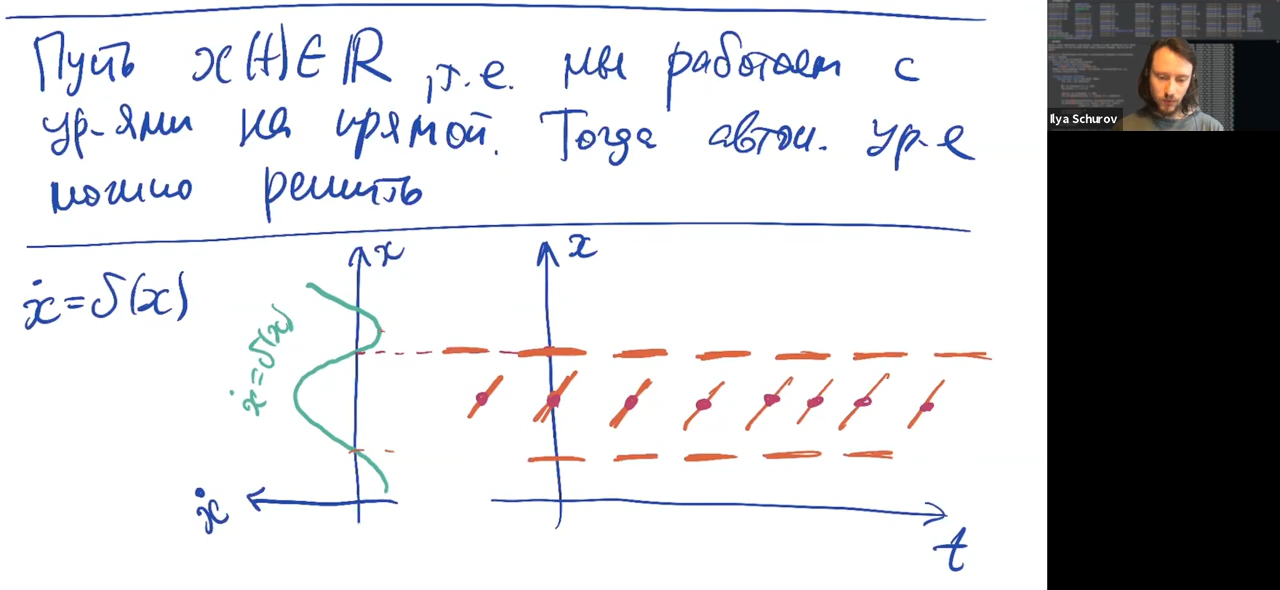 Пусть x(t)∈ℝ, т.е. мы работаем с
ур-ями на прямой. Тогда автон. ур-е
можно решить
ẋ=f(x)
x
x
ẋ=f(x)
ẋ
t
Ilya Schurov